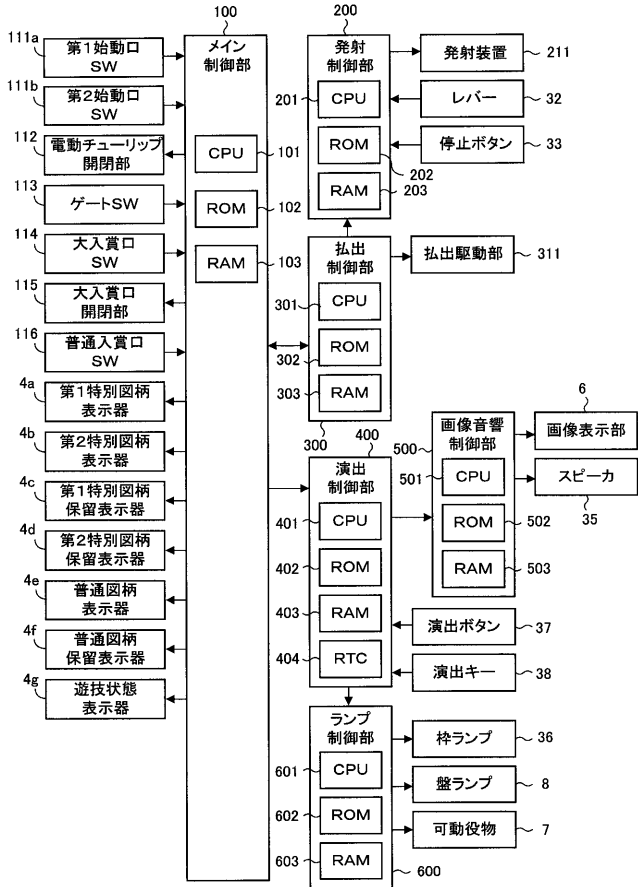 111a
第1始動口
SW
111b
第2始動口
SW
112
電動チューリップ
開閉部
113
ゲートSW
114
大入賞口
SW
115
大入賞口
開閉部
116
普通入賞口
SW
4a
第1特別図柄
表示器
4b
第2特別図柄
表示器
4c
第1特別図柄
保留表示器
4d
第2特別図柄
保留表示器
4e
普通図柄
表示器
4f
普通図柄
保留表示器
4g
遊技状態
表示器
100
メイン
制御部
CPU
101
ROM
102
RAM
103
200
発射
制御部
201
CPU
ROM
202
RAM
203
発射装置
211
レバー
32
停止ボタン
33
払出
制御部
301
CPU
302
ROM
303
RAM
300
払出駆動部
311
400
演出
制御部
401
CPU
402
ROM
403
RAM
404
RTC
500
画像音響
制御部
501
CPU
ROM
502
RAM
503
6
画像表示部
スピーカ
35
演出ボタン
37
演出キー
38
ランプ
制御部
601
CPU
602
ROM
603
RAM
600
枠ランプ
36
盤ランプ
8
可動役物
7